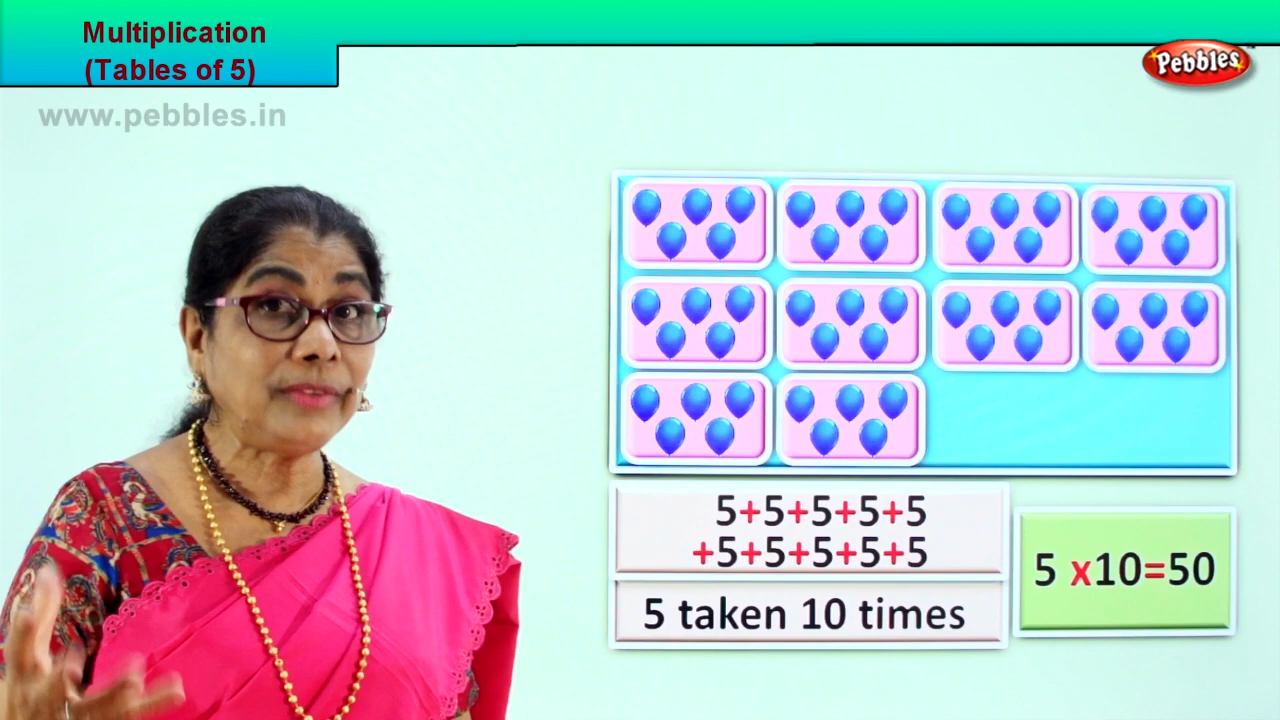 Multiplication
(Tables of 5)
Pebbles
www.pebbles.in
5+5+5+5+5
+5+5+5+5+5
5 taken 10 times
5 x10=50